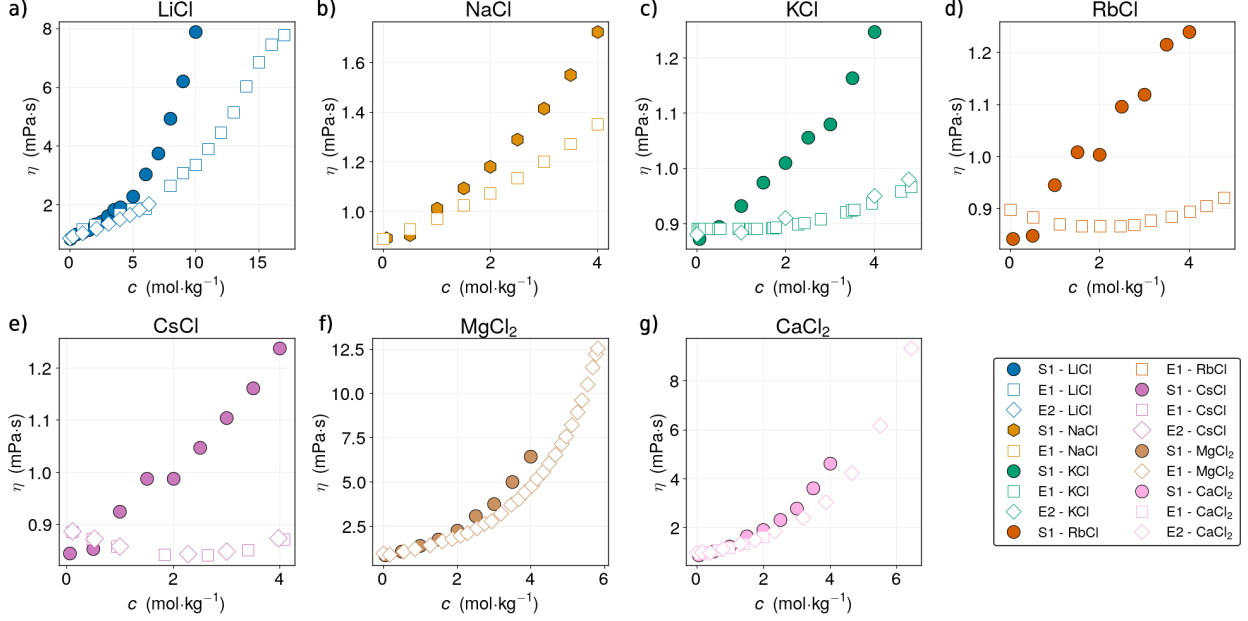 a) LiCl
8
6
4
2
0 5 10 15
η (mPa·s)
c (mol·kg⁻¹)
b) NaCl
1.6
1.4
1.2
1.0
0 2 4
η (mPa·s)
c (mol·kg⁻¹)
c) KCl
1.2
1.1
1.0
0.9
0 2 4
η (mPa·s)
c (mol·kg⁻¹)
d) RbCl
1.2
1.1
1.0
0.9
0 2 4
η (mPa·s)
c (mol·kg⁻¹)
e) CsCl
1.2
1.1
1.0
0.9
0 2 4
η (mPa·s)
c (mol·kg⁻¹)
f) MgCl₂
12.5
10.0
7.5
5.0
2.5
0 2 4 6
η (mPa·s)
c (mol·kg⁻¹)
g) CaCl₂
8
6
4
2
0 2 4 6
η (mPa·s)
c (mol·kg⁻¹)
S1 - LiCl
E1 - LiCl
E2 - LiCl
S1 - NaCl
E1 - NaCl
S1 - KCl
E1 - KCl
E2 - KCl
S1 - RbCl
E1 - RbCl
S1 - CsCl
E1 - CsCl
E2 - CsCl
S1 - MgCl₂
E1 - MgCl₂
S1 - CaCl₂
E1 - CaCl₂
E2 - CaCl₂